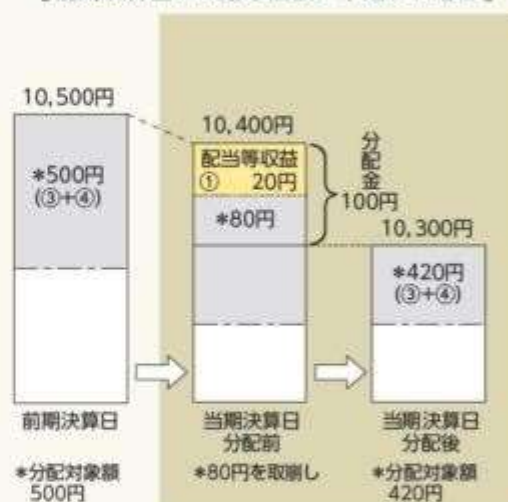 10,500円
*500円
(③+④)
前期決算日
*分配対象額
500円
10,400円
配当等収益
① 20円
*80円
分配金
100円
当期決算日
分配前
*80円を取崩し
10,300円
*420円
(③+④)
当期決算日
分配後
*分配対象額
420円